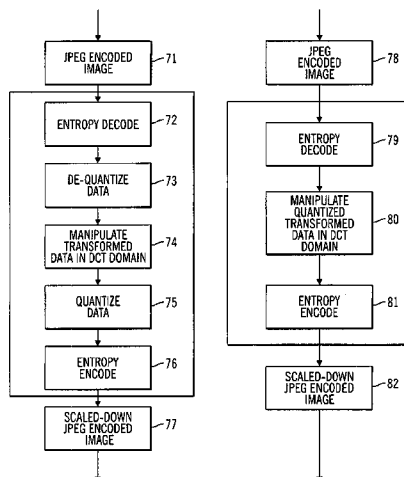 JPEG ENCODED
IMAGE
71
ENTROPY DECODE
72
DE-QUANTIZE
DATA
73
MANIPULATE
TRANSFORMED
DATA IN DCT DOMAIN
74
QUANTIZE
DATA
75
ENTROPY
ENCODE
76
SCALED-DOWN
JPEG ENCODED
IMAGE
77
JPEG
ENCODED
IMAGE
78
ENTROPY
DECODE
79
MANIPULATE
QUANTIZED
TRANSFORMED
DATA IN DCT
DOMAIN
80
ENTROPY
ENCODE
81
SCALED-DOWN
JPEG ENCODED
IMAGE
82